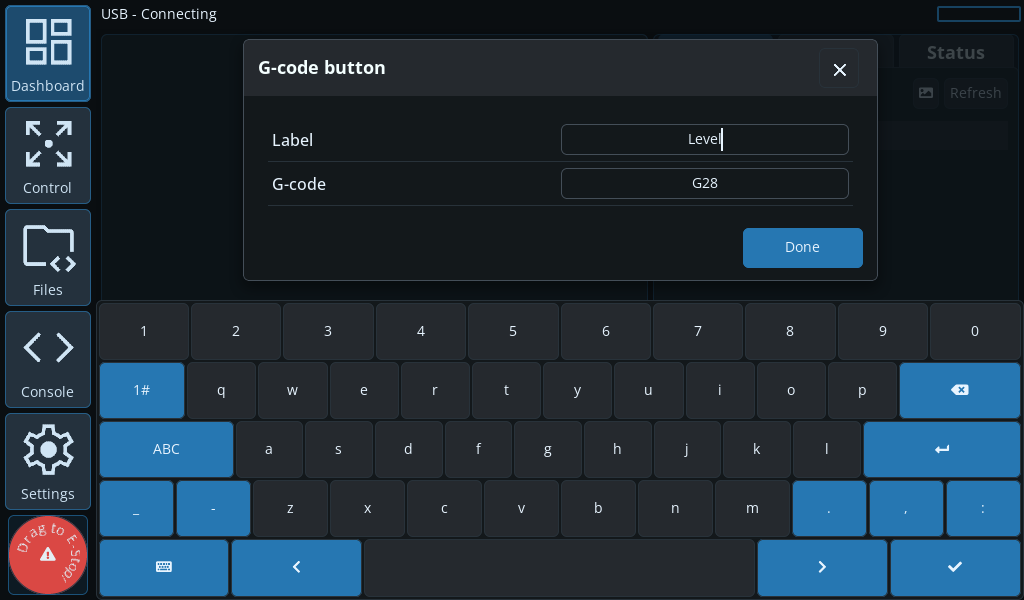 USB - Connecting
Dashboard
Control
Files
Console
Settings
Drag to E-Stop!
Status
Refresh
G-code button
Label
Level
G-code
G28
Done
1 2 3 4 5 6 7 8 9 0
1# q w e r t y u i o p
ABC a s d f g h j k l
_ - z x c v b n m . , :